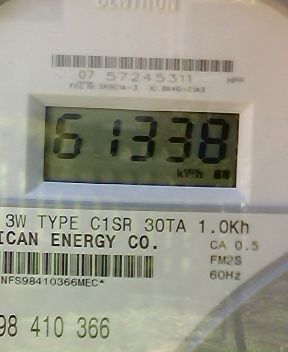 CENTRON
07 57245311
61338
kWh
3W TYPE C1SR 30TA 1.0Kh
ICAN ENERGY CO.
CA 0.5
FM2S
60Hz
NFS98410366MEC*
98 410 366